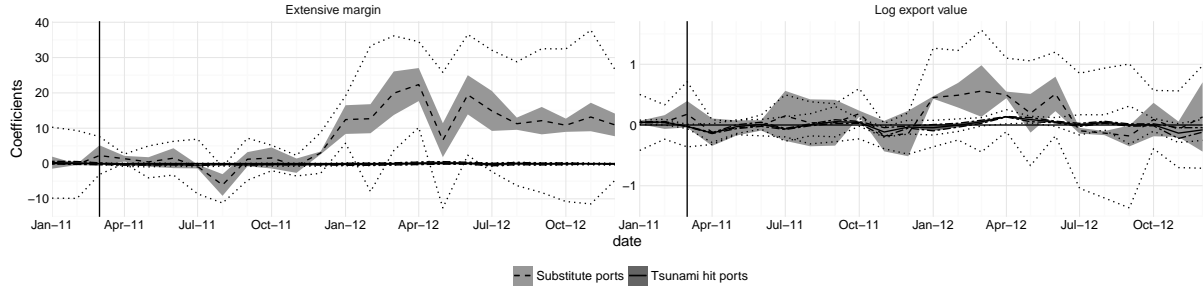 Extensive margin
Log export value
Coefficients
40
30
20
10
0
−10
1
0
−1
Jan−11 Apr−11 Jul−11 Oct−11 Jan−12 Apr−12 Jul−12 Oct−12
Jan−11 Apr−11 Jul−11 Oct−11 Jan−12 Apr−12 Jul−12 Oct−12
date
Substitute ports Tsunami hit ports